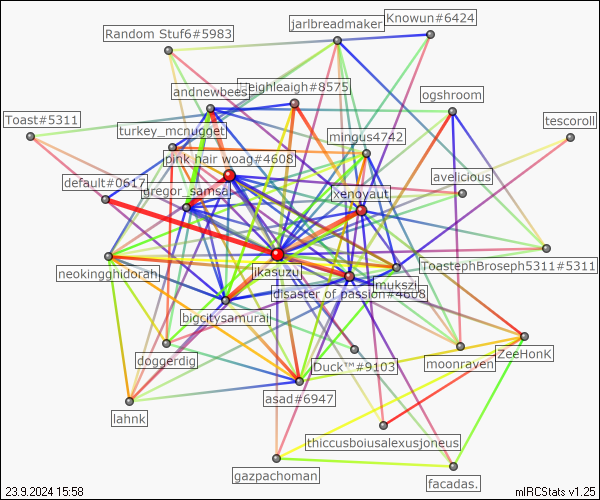 Knowun#6424
jarlbreadmaker
Random Stuf6#5983
Heighleigh#8575
andnewbees
ogshroom
Toast#5311
tescoroll
turkey_mcnugget
mingus4742
pink hair woag#4608
avelicious
default#0617
gregor_samsa
xenoyaut
neokingghidorah
jkasuzu
ToastephBroseph5311#5311
mukszi
disaster of passion#4608
bigcitysamurai
ZeeHonK
doggerdig
Duck™#9103
moonraven
asad#6947
lahnk
thiccusboiusalexusjoneus
gazpachoman
facadas.
23.9.2024 15:58
mIRCStats v1.25